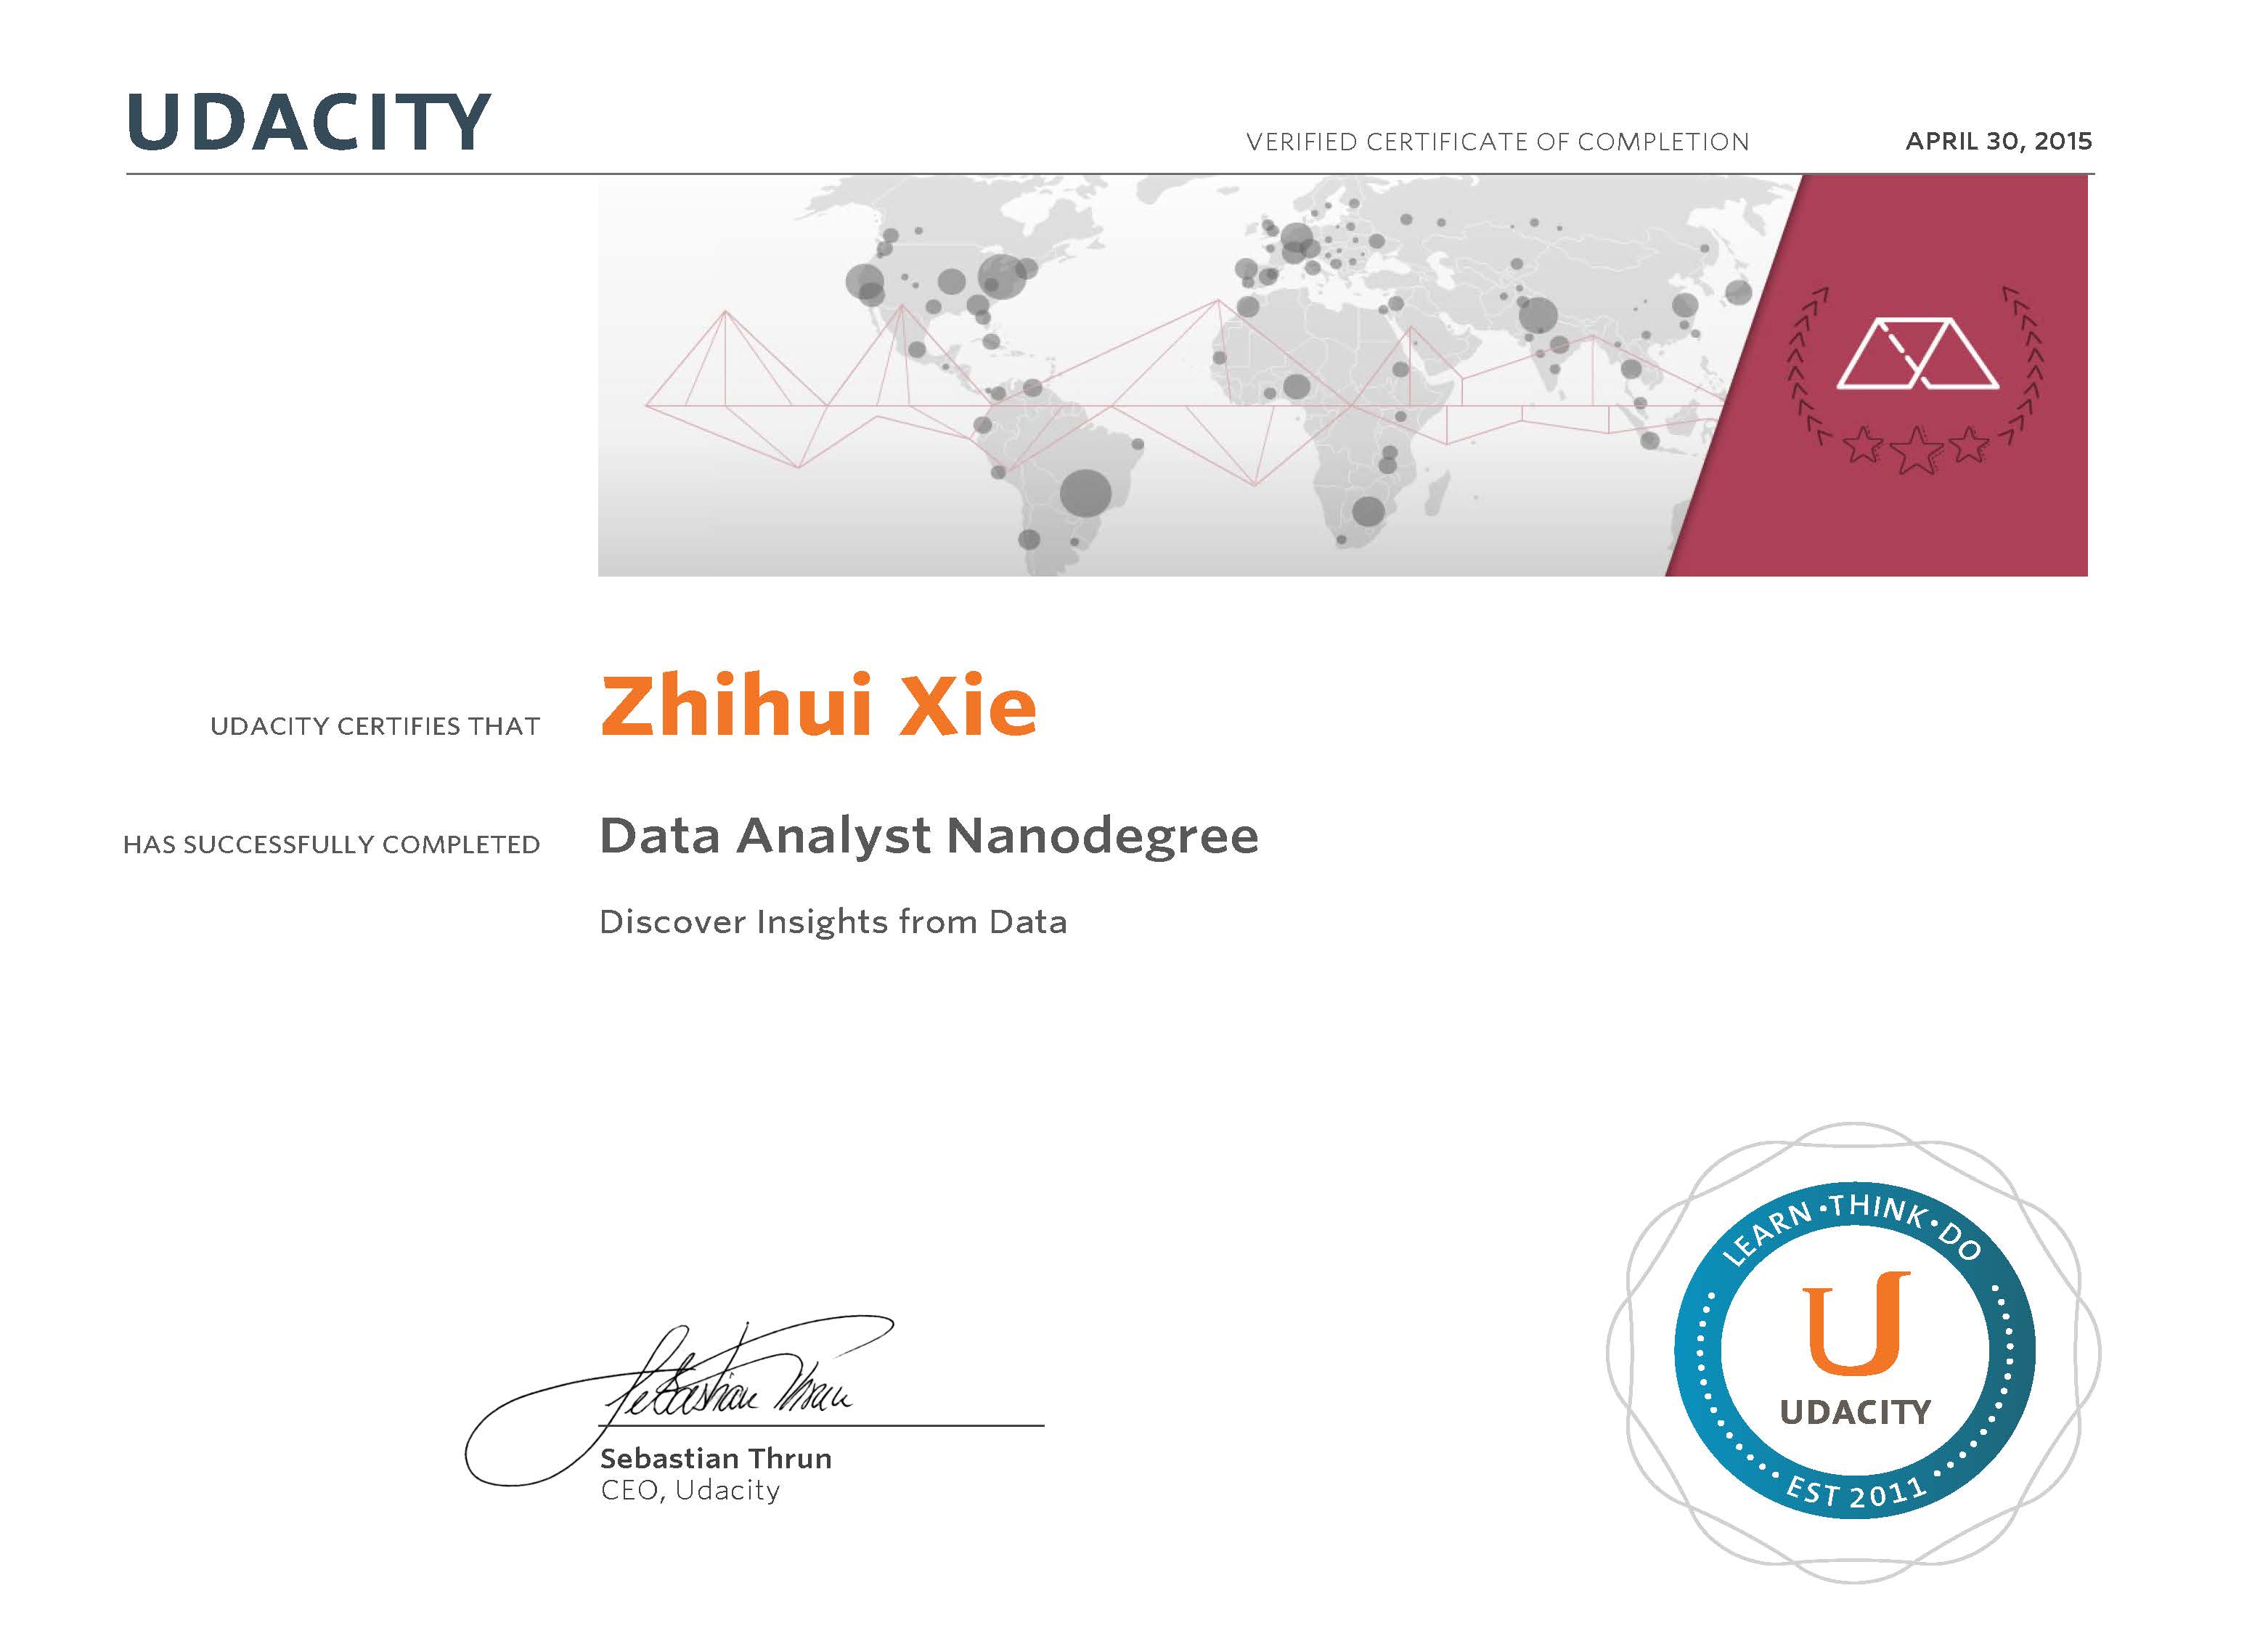 UDACITY
VERIFIED CERTIFICATE OF COMPLETION
APRIL 30, 2015
UDACITY CERTIFIES THAT
Zhihui Xie
HAS SUCCESSFULLY COMPLETED
Data Analyst Nanodegree
Discover Insights from Data
Sebastian Thrun
Sebastian Thrun
CEO, Udacity
LEARN • THINK • DO
U
UDACITY
EST 2011